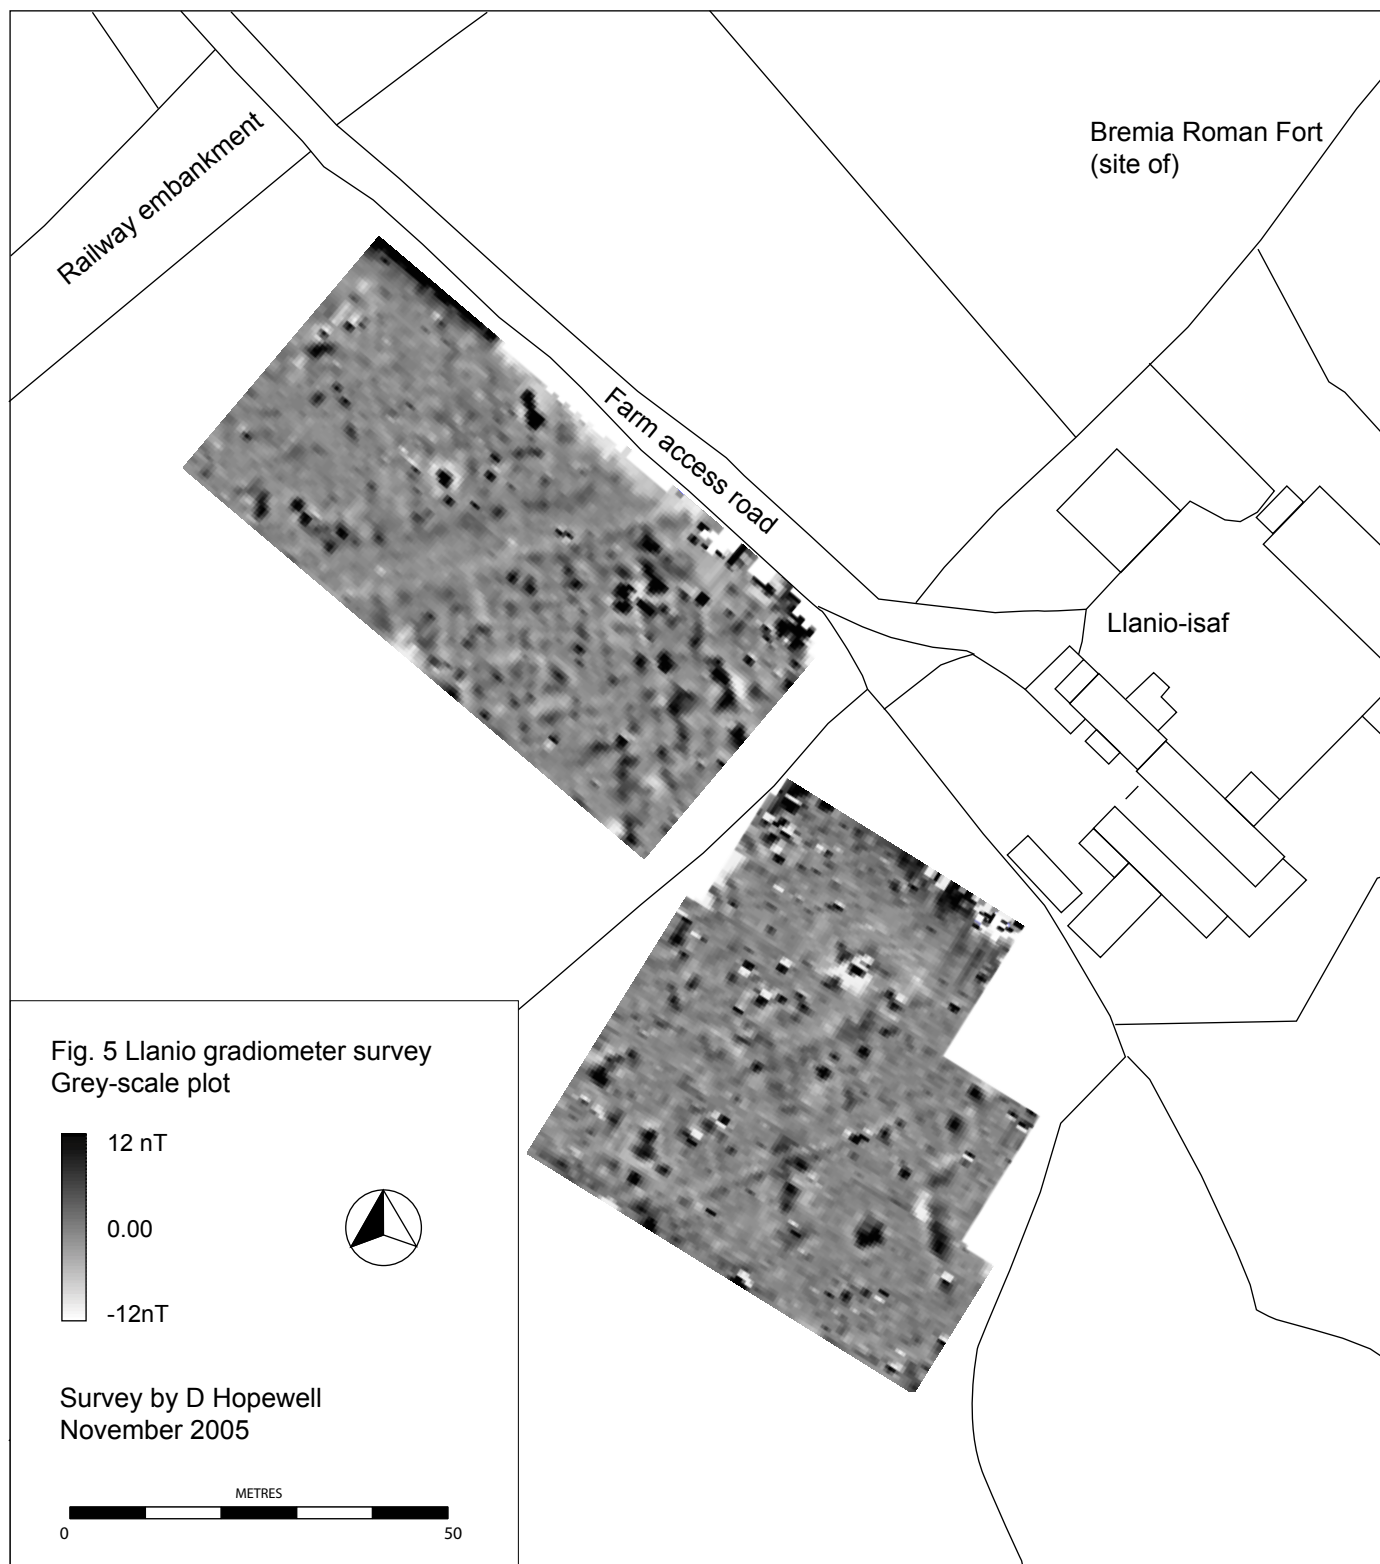 Bremia Roman Fort
(site of)
Railway embankment
Farm access road
Llanio-isaf
Fig. 5 Llanio gradiometer survey
Grey-scale plot
12 nT
0.00
-12nT
Survey by D Hopewell
November 2005
METRES
0 50